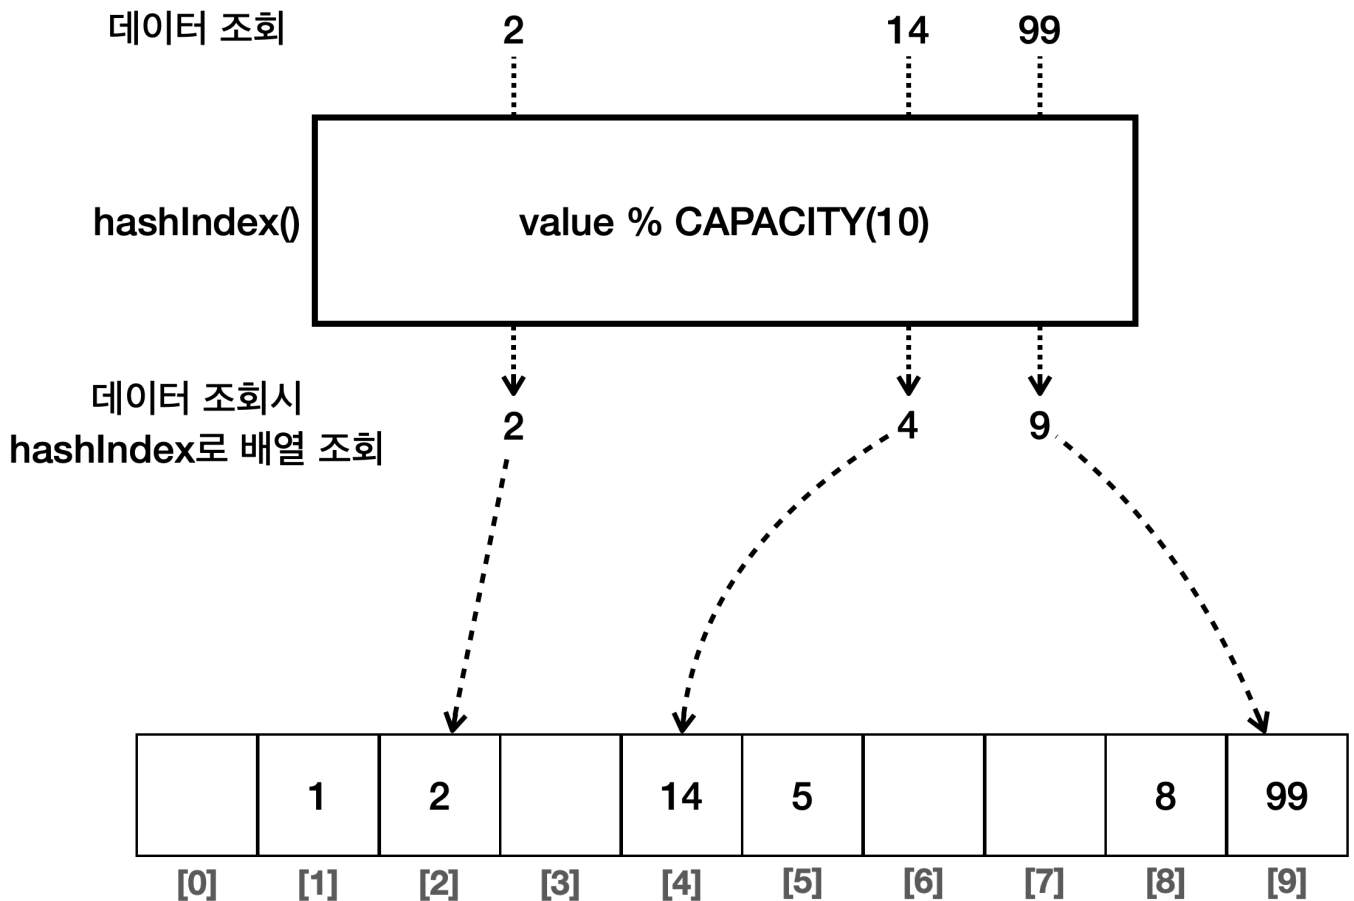 데이터 조회 2 14 99
hashIndex() value % CAPACITY(10)
데이터 조회시
hashIndex로 배열 조회
2 4 9
1 2 14 5 8 99
[0] [1] [2] [3] [4] [5] [6] [7] [8] [9]